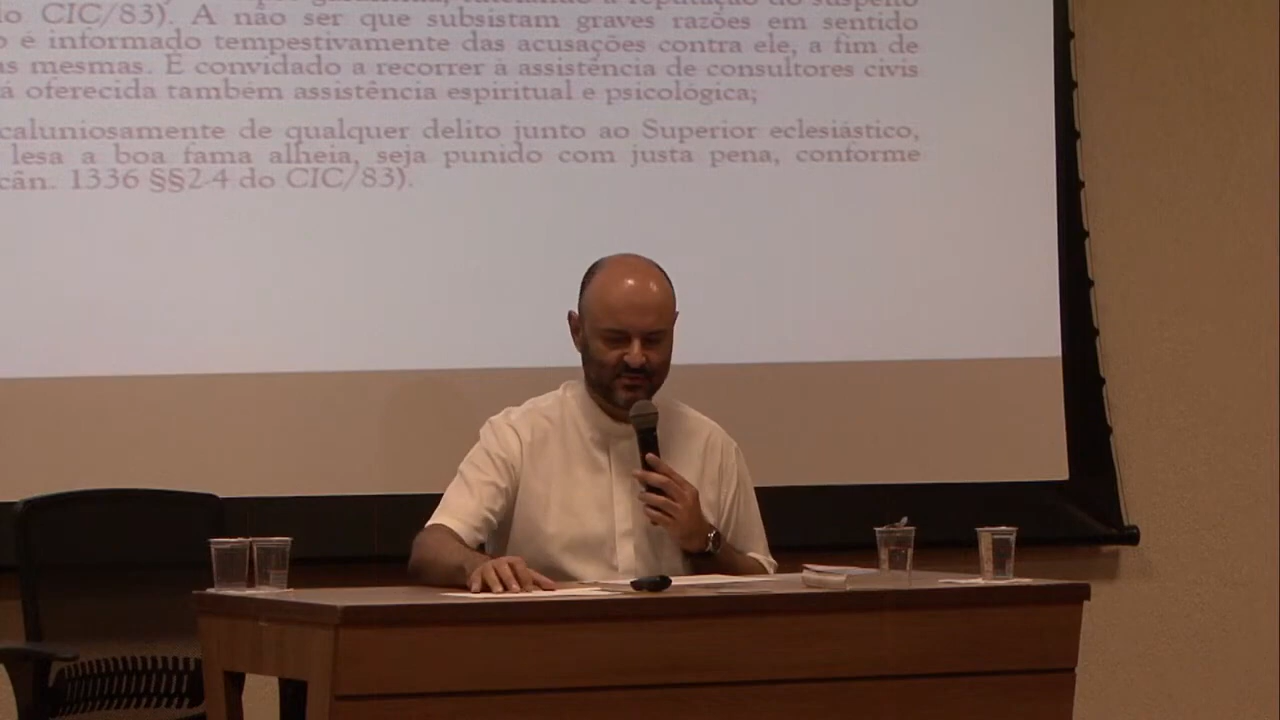 do CIC/83). A não ser que subsistam graves razões em sentido
o é informado tempestivamente das acusações contra ele, a fim de
as mesmas. É convidado a recorrer à assistência de consultores civis
á oferecida também assistência espiritual e psicológica;
caluniosamente de qualquer delito junto ao Superior eclesiástico,
lesa a boa fama alheia, seja punido com justa pena, conforme
cân. 1336 §§2-4 do CIC/83).